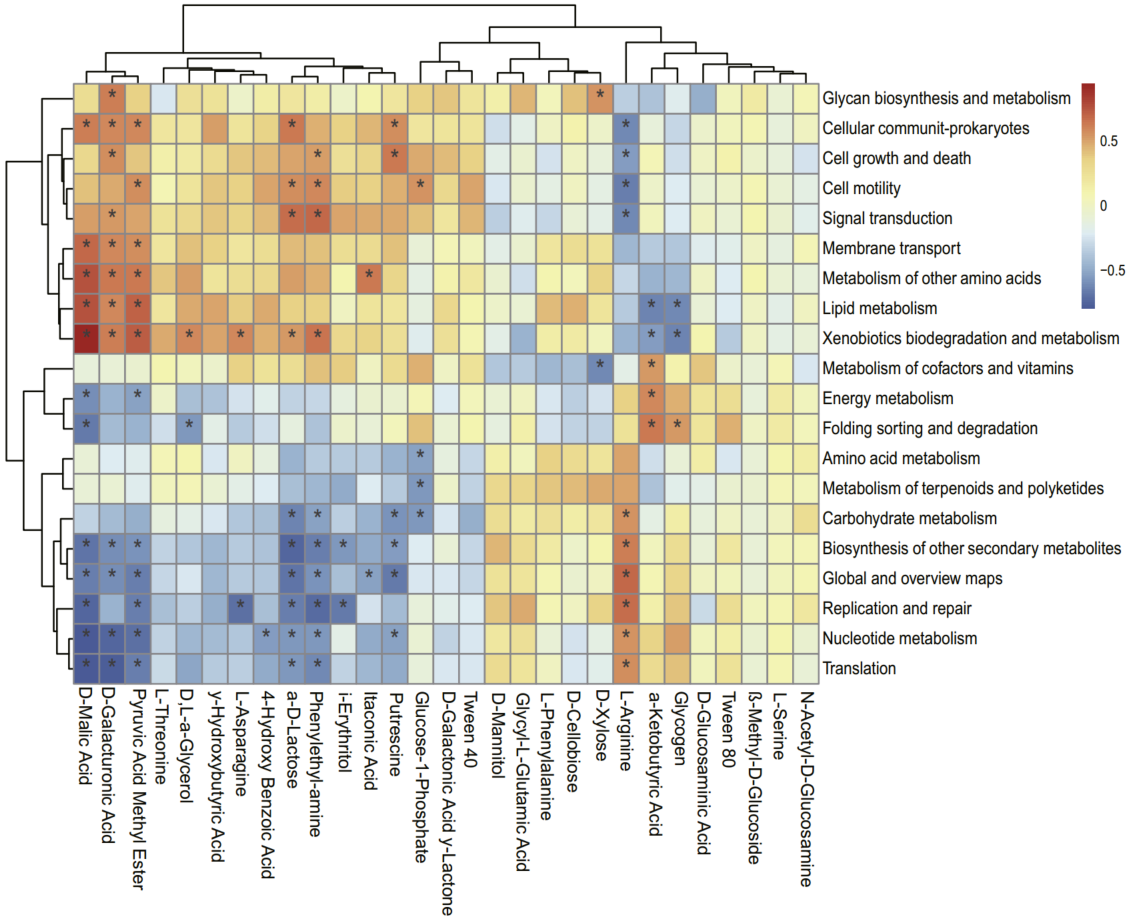 Glycan biosynthesis and metabolism
Cellular communit-prokaryotes
Cell growth and death
Cell motility
Signal transduction
Membrane transport
Metabolism of other amino acids
Lipid metabolism
Xenobiotics biodegradation and metabolism
Metabolism of cofactors and vitamins
Energy metabolism
Folding sorting and degradation
Amino acid metabolism
Metabolism of terpenoids and polyketides
Carbohydrate metabolism
Biosynthesis of other secondary metabolites
Global and overview maps
Replication and repair
Nucleotide metabolism
Translation
0.5
0
−0.5
D-Malic Acid
D-Galacturonic Acid
Pyruvic Acid Methyl Ester
L-Threonine
D,L-a-Glycerol
y-Hydroxybutyric Acid
L-Asparagine
4-Hydroxy Benzoic Acid
a-D-Lactose
Phenylethyl-amine
i-Erythritol
Itaconic Acid
Putrescine
Glucose-1-Phosphate
D-Galactonic Acid y-Lactone
Tween 40
D-Mannitol
Glycyl-L-Glutamic Acid
L-Phenylalanine
D-Cellobiose
D-Xylose
L-Arginine
a-Ketobutyric Acid
Glycogen
D-Glucosaminic Acid
Tween 80
ß-Methyl-D-Glucoside
L-Serine
N-Acetyl-D-Glucosamine